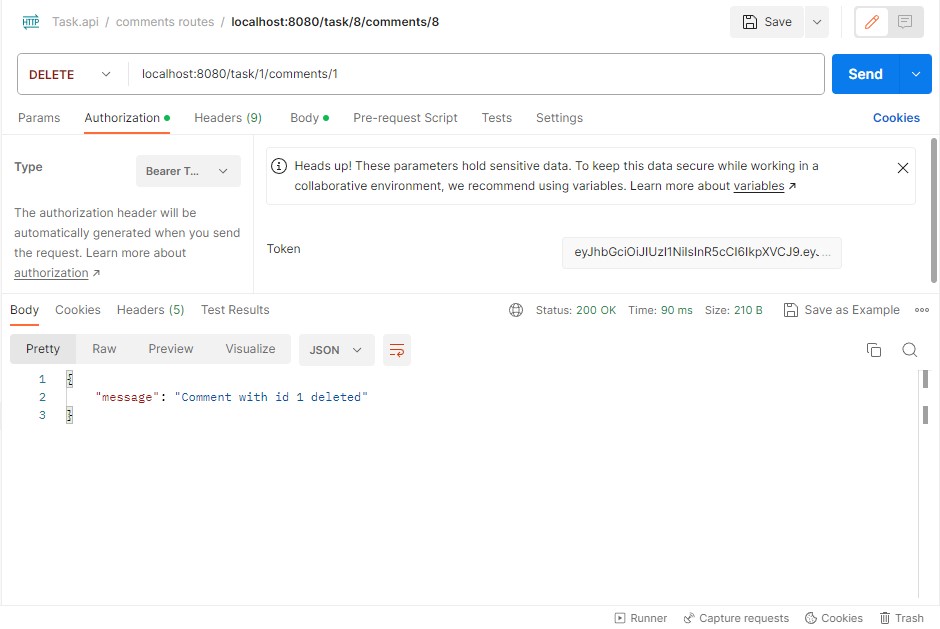 HTTP Task.api / comments routes / localhost:8080/task/8/comments/8 Save
DELETE localhost:8080/task/1/comments/1 Send
Params Authorization Headers (9) Body Pre-request Script Tests Settings Cookies
Type Bearer T...
Heads up! These parameters hold sensitive data. To keep this data secure while working in a
collaborative environment, we recommend using variables. Learn more about variables ↗
The authorization header will be
automatically generated when you send
the request. Learn more about
authorization ↗
Token eyJhbGciOiJIUzI1NiIsInR5cCI6IkpXVCJ9.ey. ...
Body Cookies Headers (5) Test Results Status: 200 OK Time: 90 ms Size: 210 B Save as Example
Pretty Raw Preview Visualize JSON
1 {
2 "message": "Comment with id 1 deleted"
3 }
Runner Capture requests Cookies Trash